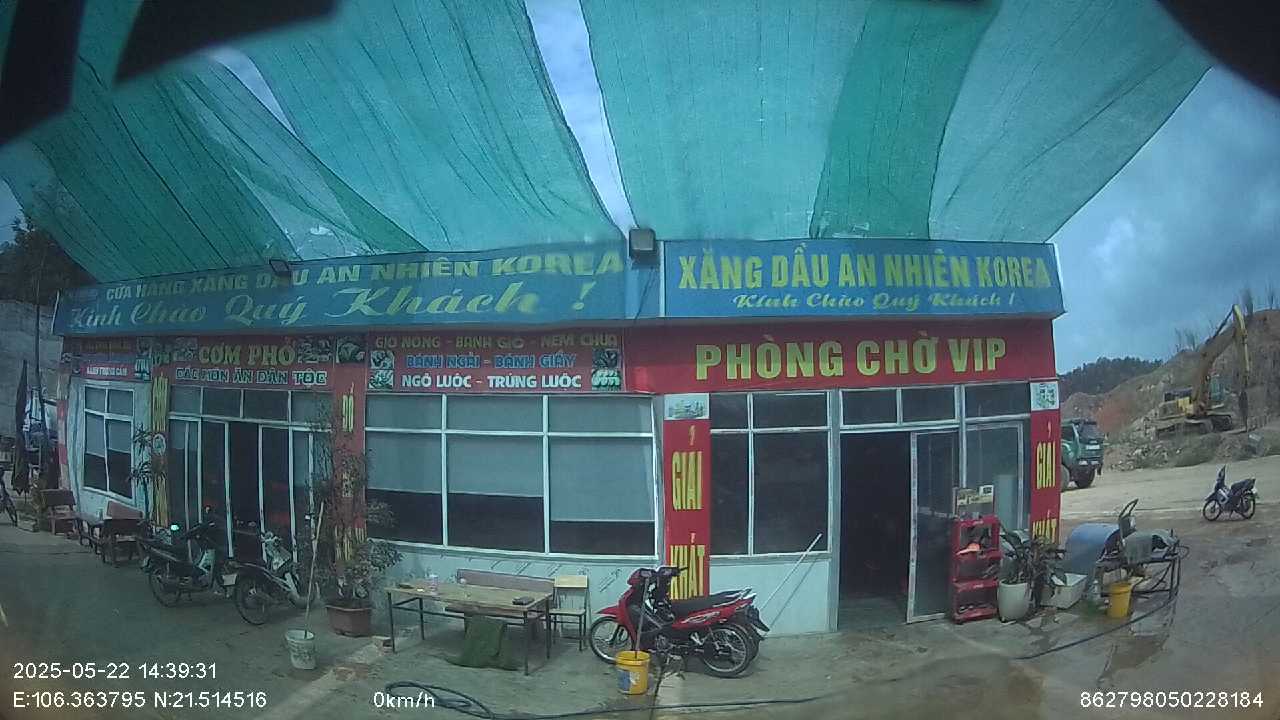 CỬA HÀNG XĂNG DẦU AN NHIÊN KOREA
Kính Chào Quý Khách !
XĂNG DẦU AN NHIÊN KOREA
Kính Chào Quý Khách !
CƠM PHỞ
CÁC MÓN ĂN DÂN TỘC
GIÒ NÓNG - BÁNH GIÒ - NEM CHUA
BÁNH NGẢI - BÁNH GIẦY
NGÔ LUỘC - TRỨNG LUỘC
PHÒNG CHỜ VIP
GIẢI
KHÁT
GIẢI
KHÁT
2025-05-22 14:39:31
E:106.363795 N:21.514516
0km/h
862798050228184